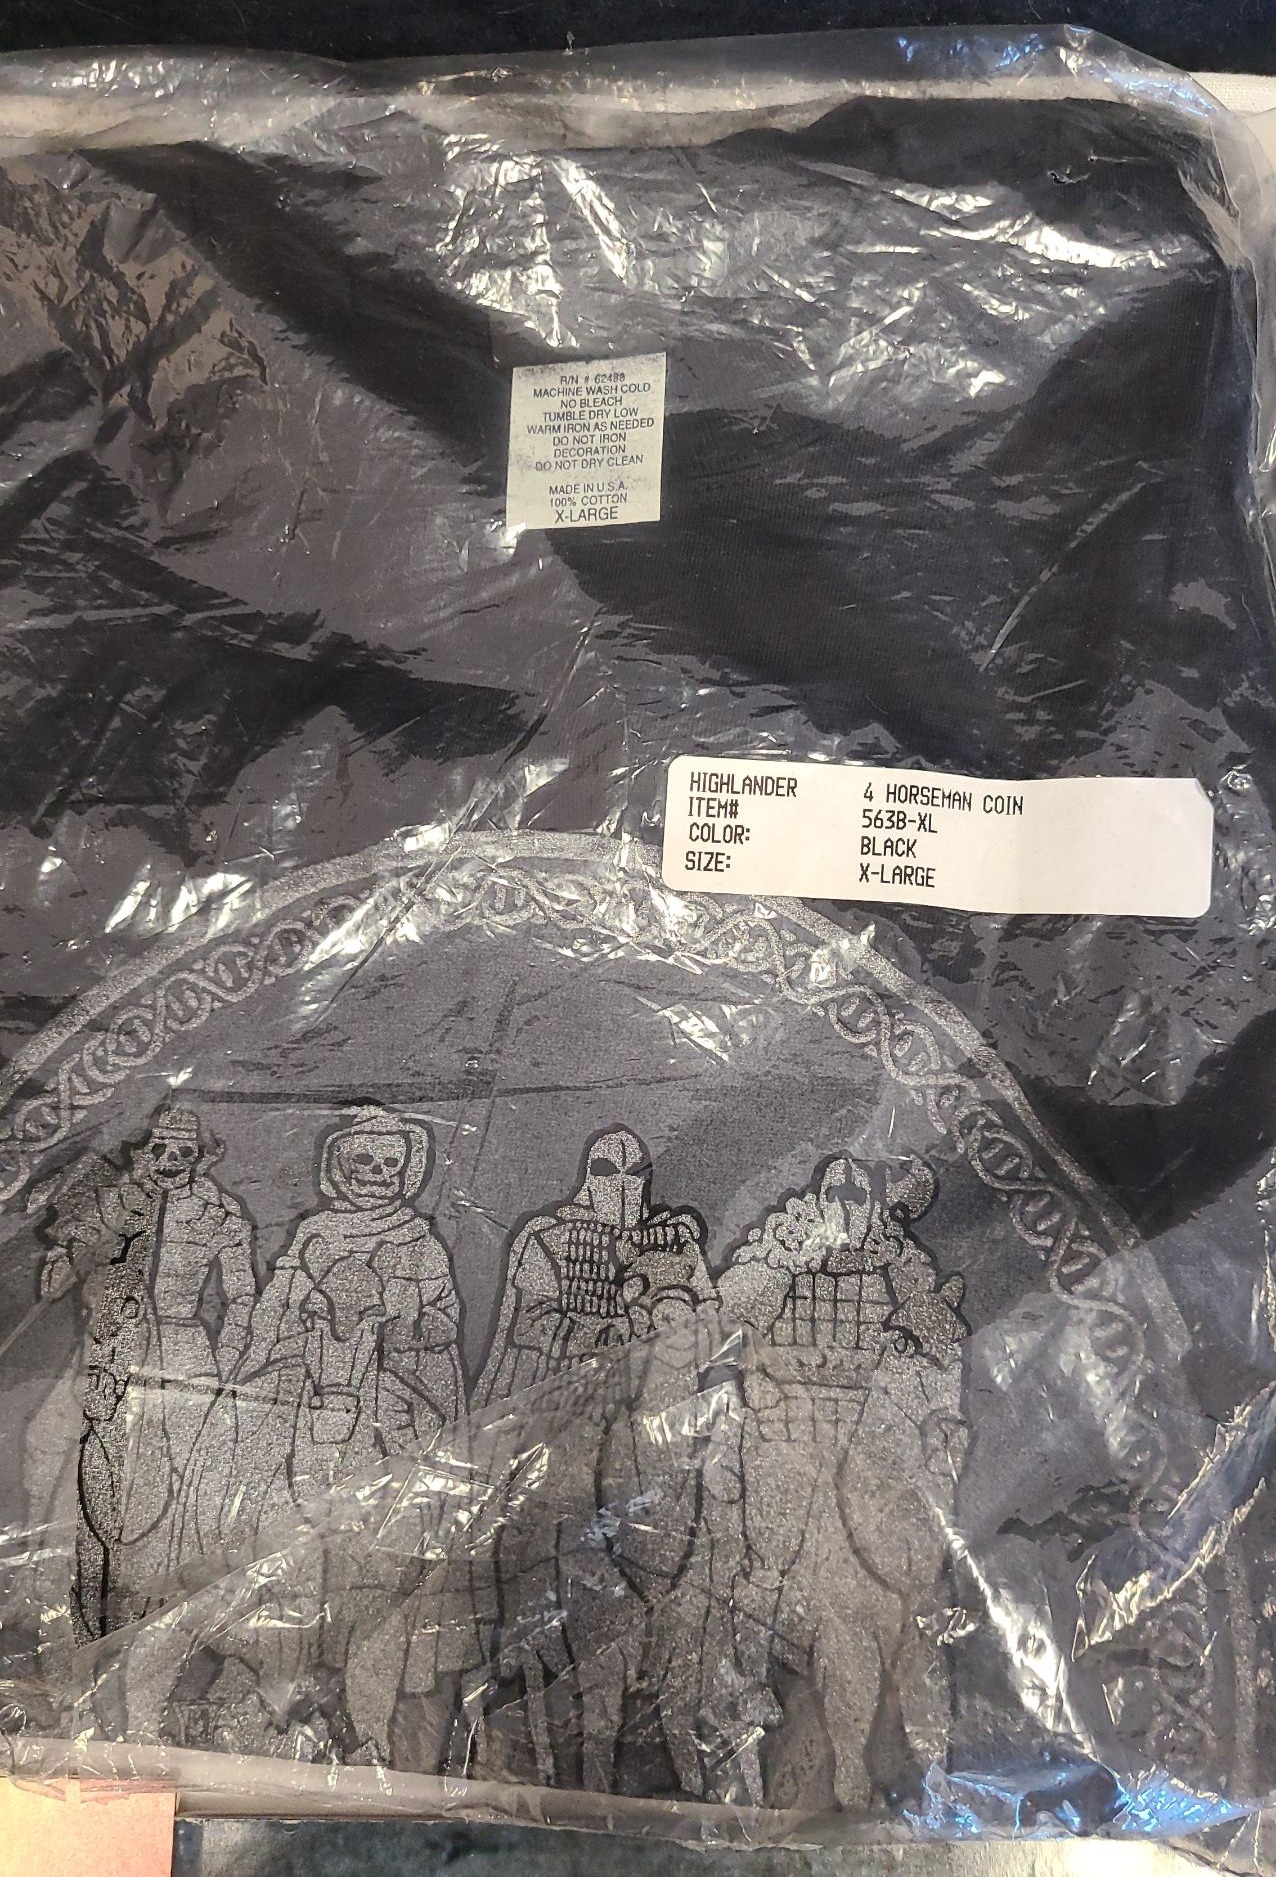 R/N # 62488
MACHINE WASH COLD
NO BLEACH
TUMBLE DRY LOW
WARM IRON AS NEEDED
DO NOT IRON
DECORATION
DO NOT DRY CLEAN
MADE IN U.S.A.
100% COTTON
X-LARGE
HIGHLANDER 4 HORSEMAN COIN
ITEM# 563B-XL
COLOR: BLACK
SIZE: X-LARGE